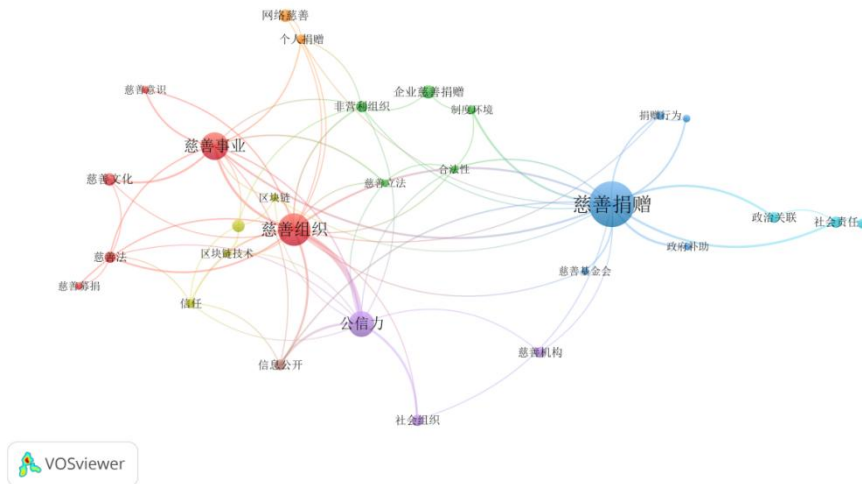 网络慈善
个人捐赠
慈善意识
企业慈善捐赠
非营利组织
制度环境
捐赠行为
慈善事业
慈善文化
慈善立法
合法性
区块链
慈善捐赠
慈善组织
政治关联
社会责任
区块链技术
政府补助
慈善法
慈善基金会
慈善募捐
信任
公信力
慈善机构
信息公开
社会组织
VOSviewer